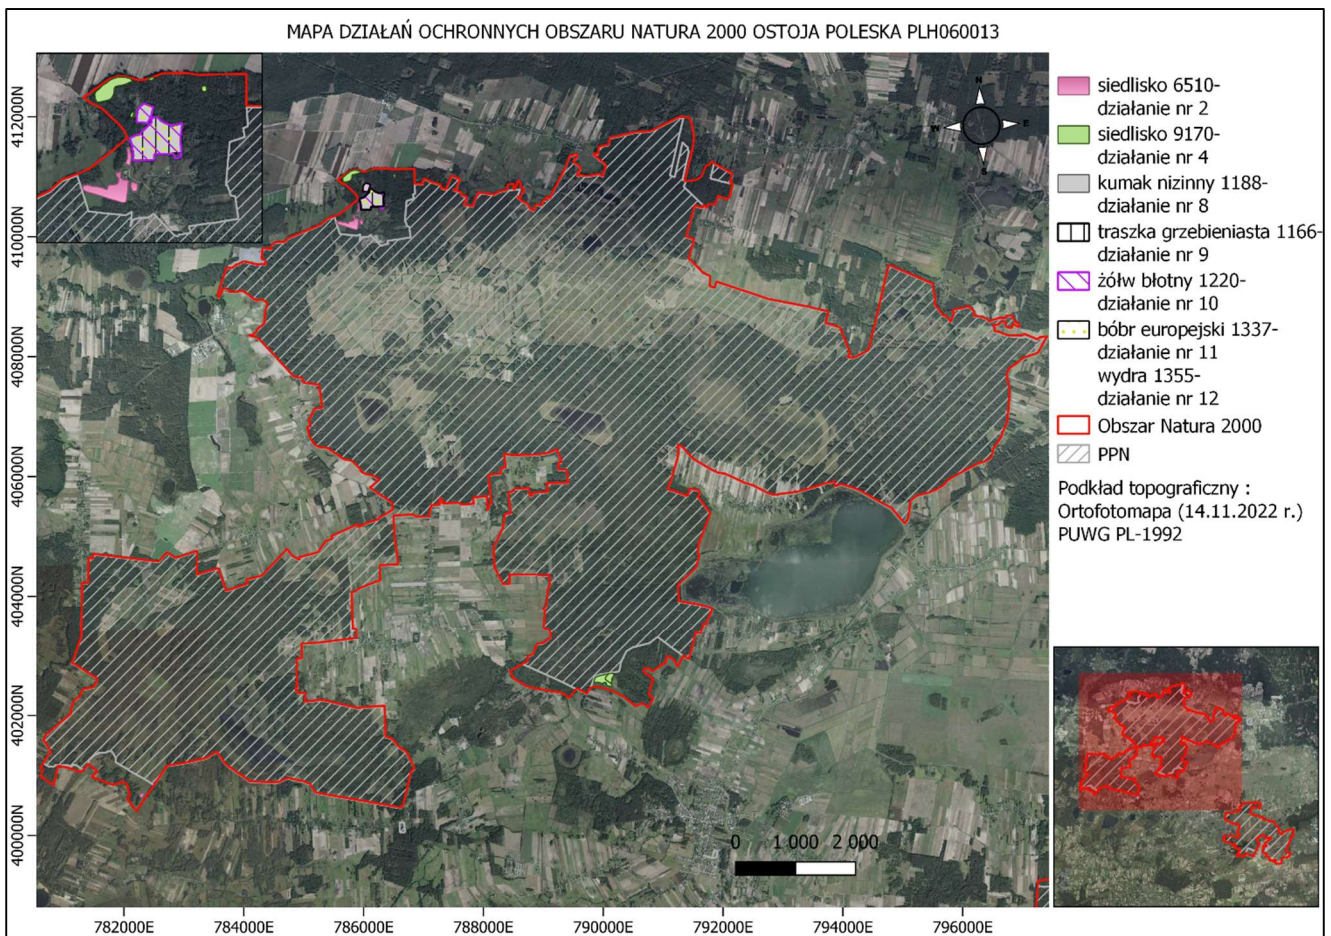 MAPA DZIAŁAŃ OCHRONNYCH OBSZARU NATURA 2000 OSTOJA POLESKA PLH060013
siedlisko 6510-
działanie nr 2
siedlisko 9170-
działanie nr 4
kumak nizinny 1188-
działanie nr 8
traszka grzebieniasta 1166-
działanie nr 9
żółw błotny 1220-
działanie nr 10
bóbr europejski 1337-
działanie nr 11
wydra 1355-
działanie nr 12
Obszar Natura 2000
PPN
Podkład topograficzny :
Ortofotomapa (14.11.2022 r.)
PUWG PL-1992
N
W
E
S
412000N
410000N
408000N
406000N
404000N
402000N
400000N
0 1 000 2 000
782000E 784000E 786000E 788000E 790000E 792000E 794000E 796000E